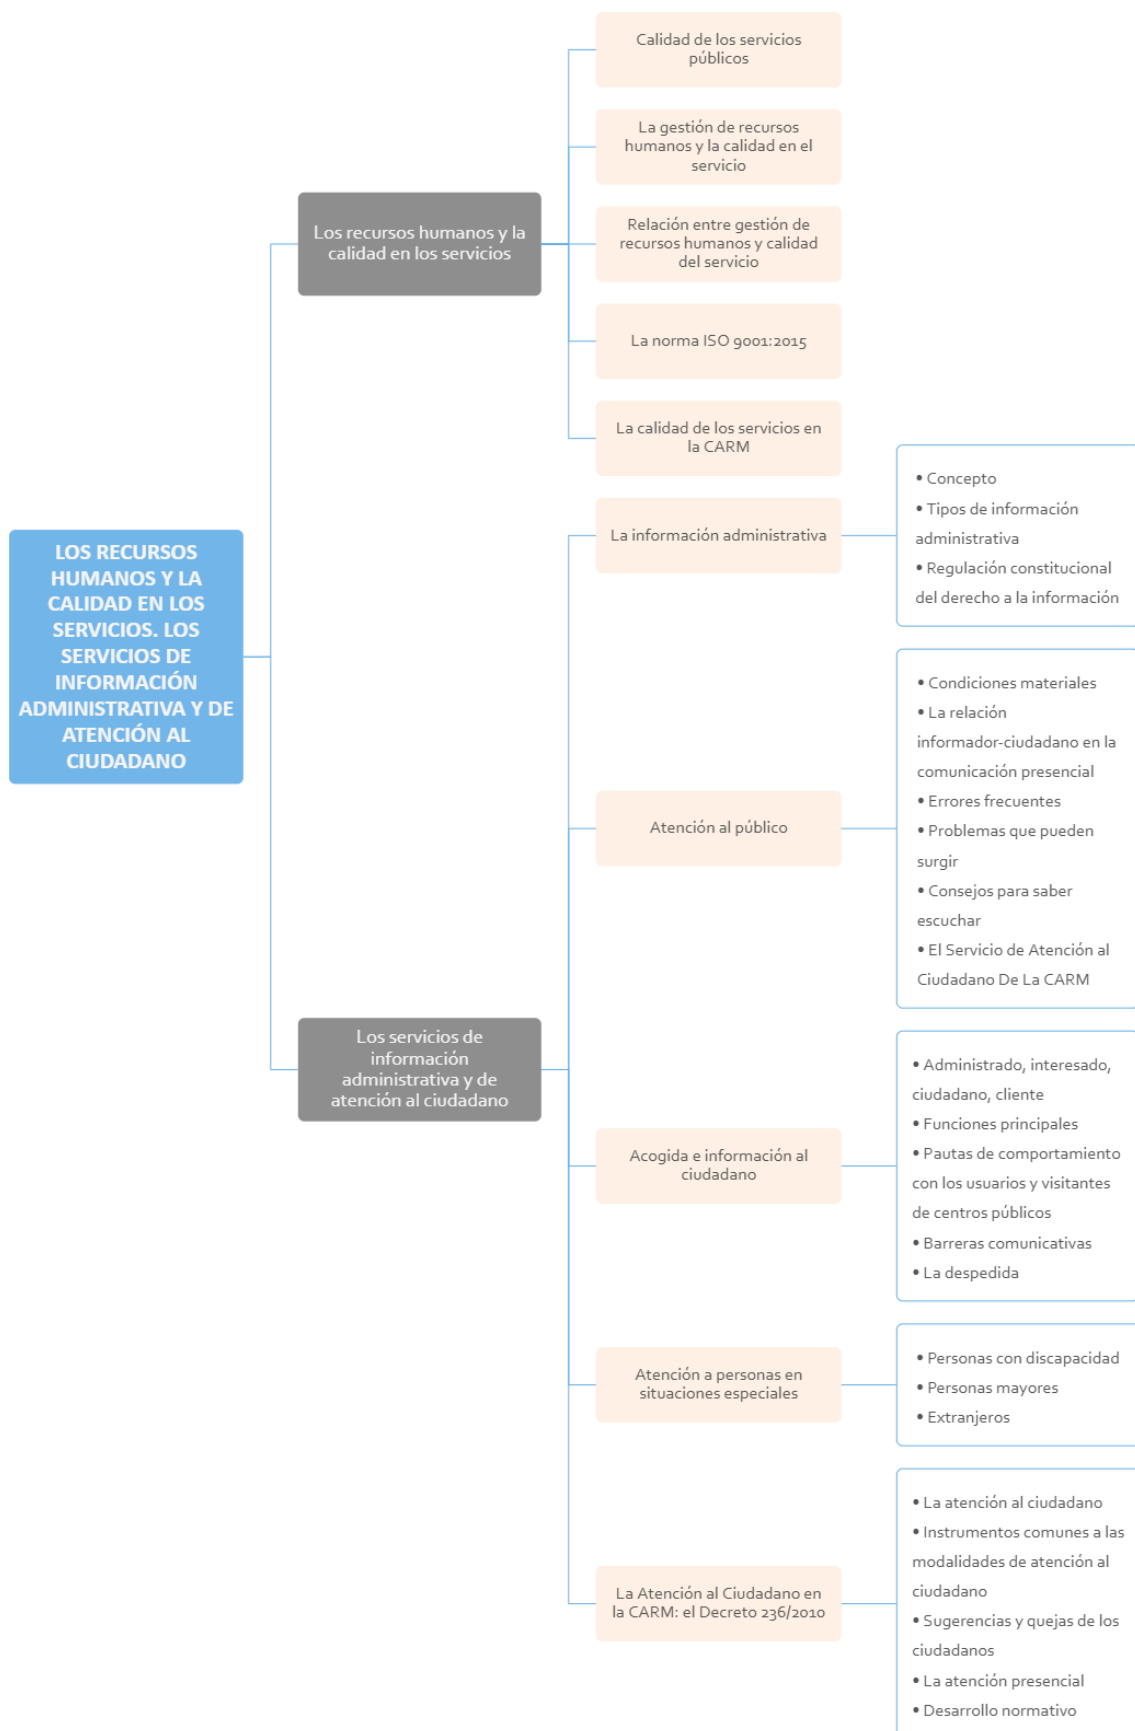 Calidad de los servicios
públicos
La gestión de recursos
humanos y la calidad en el
servicio
Los recursos humanos y la
calidad en los servicios
Relación entre gestión de
recursos humanos y calidad
del servicio
La norma ISO 9001:2015
La calidad de los servicios en
la CARM
LOS RECURSOS
HUMANOS Y LA
CALIDAD EN LOS
SERVICIOS. LOS
SERVICIOS DE
INFORMACIÓN
ADMINISTRATIVA Y DE
ATENCIÓN AL
CIUDADANO
La información administrativa
• Concepto
• Tipos de información
administrativa
• Regulación constitucional
del derecho a la información
Atención al público
• Condiciones materiales
• La relación
informador-ciudadano en la
comunicación presencial
• Errores frecuentes
• Problemas que pueden
surgir
• Consejos para saber
escuchar
• El Servicio de Atención al
Ciudadano De La CARM
Los servicios de
información
administrativa y de
atención al ciudadano
Acogida e información al
ciudadano
• Administrado, interesado,
ciudadano, cliente
• Funciones principales
• Pautas de comportamiento
con los usuarios y visitantes
de centros públicos
• Barreras comunicativas
• La despedida
Atención a personas en
situaciones especiales
• Personas con discapacidad
• Personas mayores
• Extranjeros
La Atención al Ciudadano en
la CARM: el Decreto 236/2010
• La atención al ciudadano
• Instrumentos comunes a las
modalidades de atención al
ciudadano
• Sugerencias y quejas de los
ciudadanos
• La atención presencial
• Desarrollo normativo